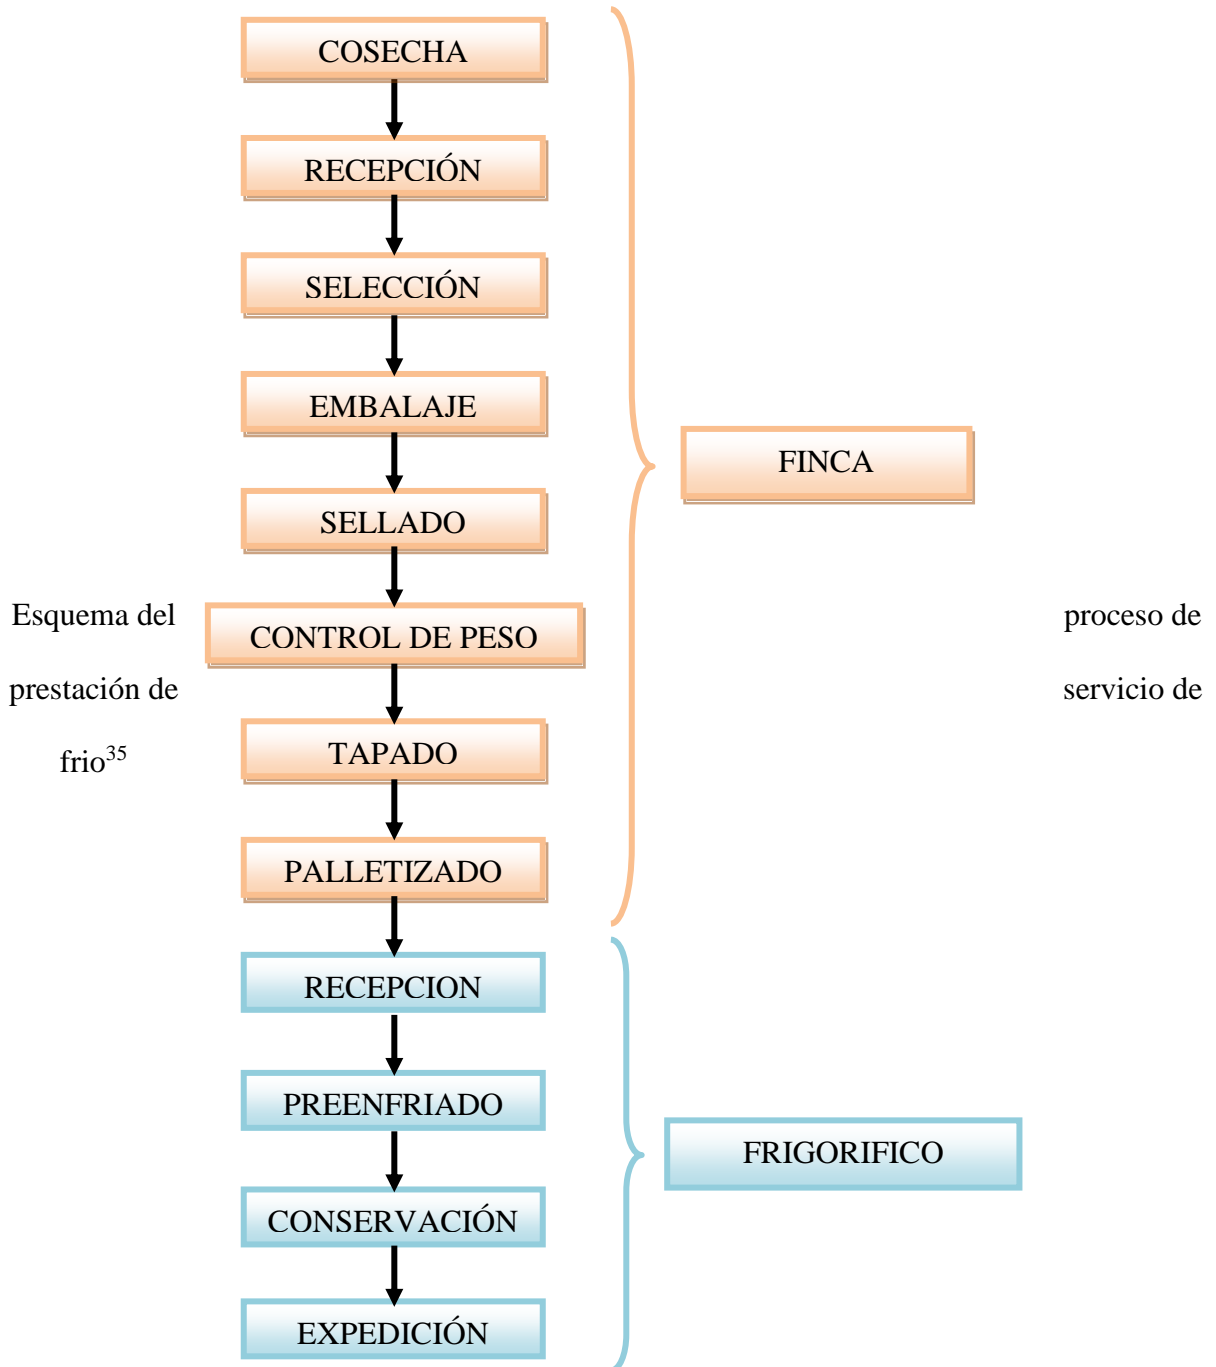 COSECHA
RECEPCIÓN
SELECCIÓN
EMBALAJE
FINCA
SELLADO
Esquema del proceso de
CONTROL DE PESO
prestación de servicio de
TAPADO
frio35
PALLETIZADO
RECEPCION
PREENFRIADO
FRIGORIFICO
CONSERVACIÓN
EXPEDICIÓN